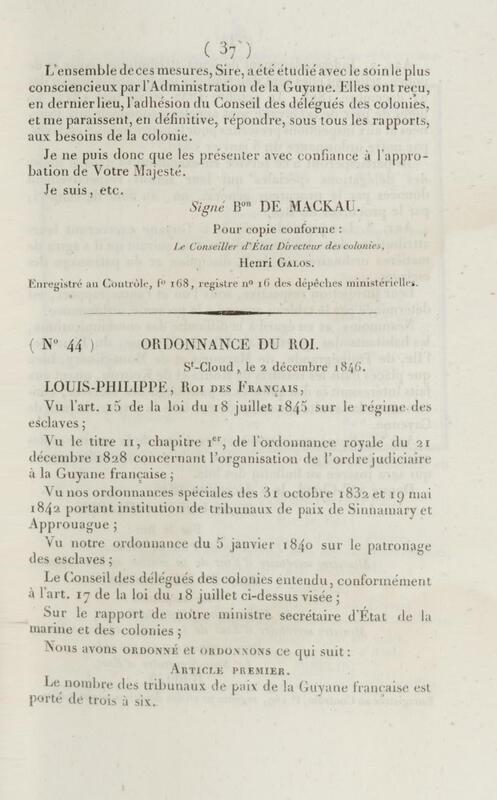 ( 37 )
L'ensemble de ces mesures, Sire, a été étudié avec le soin le plus
consciencieux par l'Administration de la Guyane. Elles ont reçu,
en dernier lieu, l'adhésion du Conseil des délégués des colonies,
et me paraissent, en définitive, répondre, sous tous les rapports,
aux besoins de la colonie.
Je ne puis donc que les présenter avec confiance à l'appro-
bation de Votre Majesté.
Je suis, etc.
Signé Bon DE MACKAU.
Pour copie conforme :
Le Conseiller d'État Directeur des colonies,
Henri GALOS.
Enregistré au Contrôle, fo 168, registre no 16 des dépêches ministérielles.
( No 44 ) ORDONNANCE DU ROI.
St-Cloud, le 2 décembre 1846.
LOUIS-PHILIPPE, ROI DES FRANÇAIS,
Vu l'art. 15 de la loi du 18 juillet 1845 sur le régime des
esclaves ;
Vu le titre II, chapitre Ier, de l'ordonnance royale du 21
décembre 1828 concernant l'organisation de l'ordre judiciaire
à la Guyane française ;
Vu nos ordonnances spéciales des 31 octobre 1832 et 19 mai
1842 portant institution de tribunaux de paix de Sinnamary et
Approuague ;
Vu notre ordonnance du 5 janvier 1840 sur le patronage
des esclaves ;
Le Conseil des délégués des colonies entendu, conformément
à l'art. 17 de la loi du 18 juillet ci-dessus visée ;
Sur le rapport de notre ministre secrétaire d'État de la
marine et des colonies ;
Nous avons ORDONNÉ et ORDONNONS ce qui suit :
ARTICLE PREMIER.
Le nombre des tribunaux de paix de la Guyane française est
porté de trois à six.